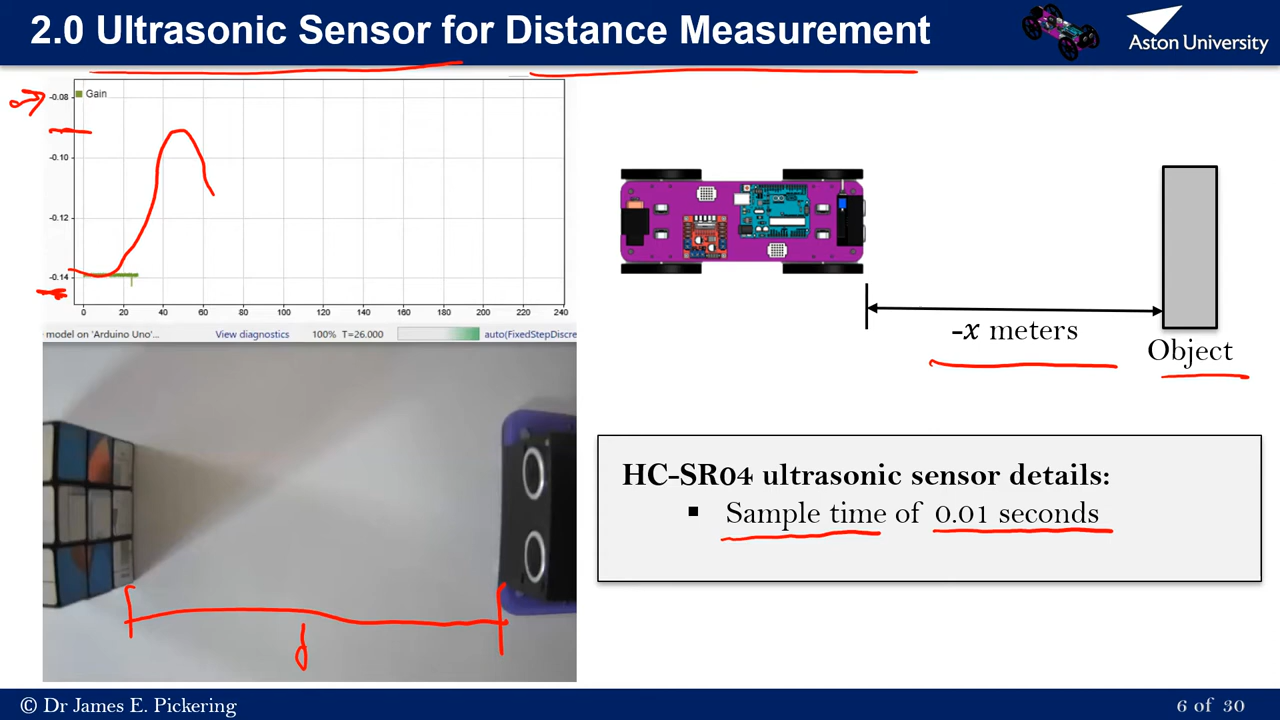 2.0 Ultrasonic Sensor for Distance Measurement
Aston University
d
-0.08
Gain
-0.10
-0.12
-0.14
0 20 40 60 80 100 120 140 160 180 200 220 240
model on 'Arduino Uno'... View diagnostics 100% T=26.000 auto(FixedStepDiscre
-x meters
Object
HC-SR04 ultrasonic sensor details:
▪ Sample time of 0.01 seconds
d
© Dr James E. Pickering
6 of 30